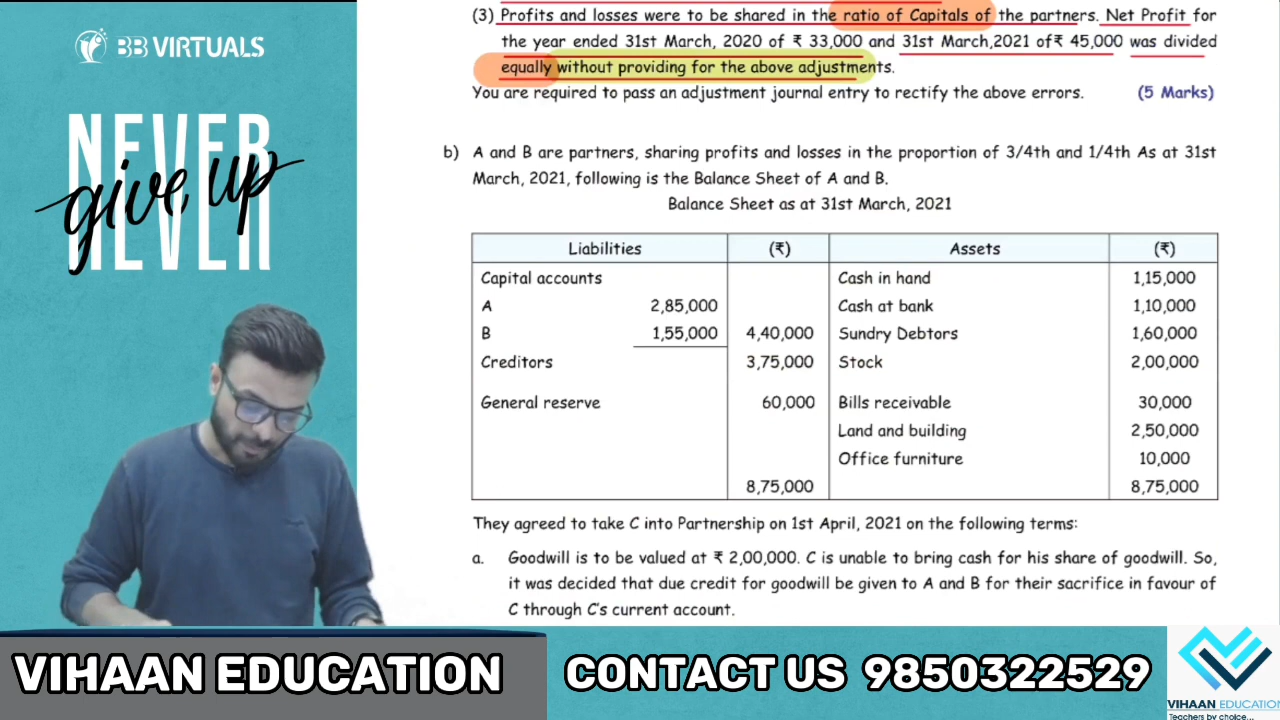 BB VIRTUALS
NEVER
give up
NEVER
(3) Profits and losses were to be shared in the ratio of Capitals of the partners. Net Profit for
the year ended 31st March, 2020 of ₹ 33,000 and 31st March,2021 of₹ 45,000 was divided
equally without providing for the above adjustments.
You are required to pass an adjustment journal entry to rectify the above errors. (5 Marks)
b) A and B are partners, sharing profits and losses in the proportion of 3/4th and 1/4th As at 31st
March, 2021, following is the Balance Sheet of A and B.
Balance Sheet as at 31st March, 2021
Liabilities (₹) Assets (₹)
Capital accounts Cash in hand 1,15,000
A 2,85,000 Cash at bank 1,10,000
B 1,55,000 4,40,000 Sundry Debtors 1,60,000
Creditors 3,75,000 Stock 2,00,000
General reserve 60,000 Bills receivable 30,000
Land and building 2,50,000
Office furniture 10,000
8,75,000 8,75,000
They agreed to take C into Partnership on 1st April, 2021 on the following terms:
a. Goodwill is to be valued at ₹ 2,00,000. C is unable to bring cash for his share of goodwill. So,
it was decided that due credit for goodwill be given to A and B for their sacrifice in favour of
C through C's current account.
VIHAAN EDUCATION
CONTACT US 9850322529
VIHAAN EDUCATION
Teachers by choice...